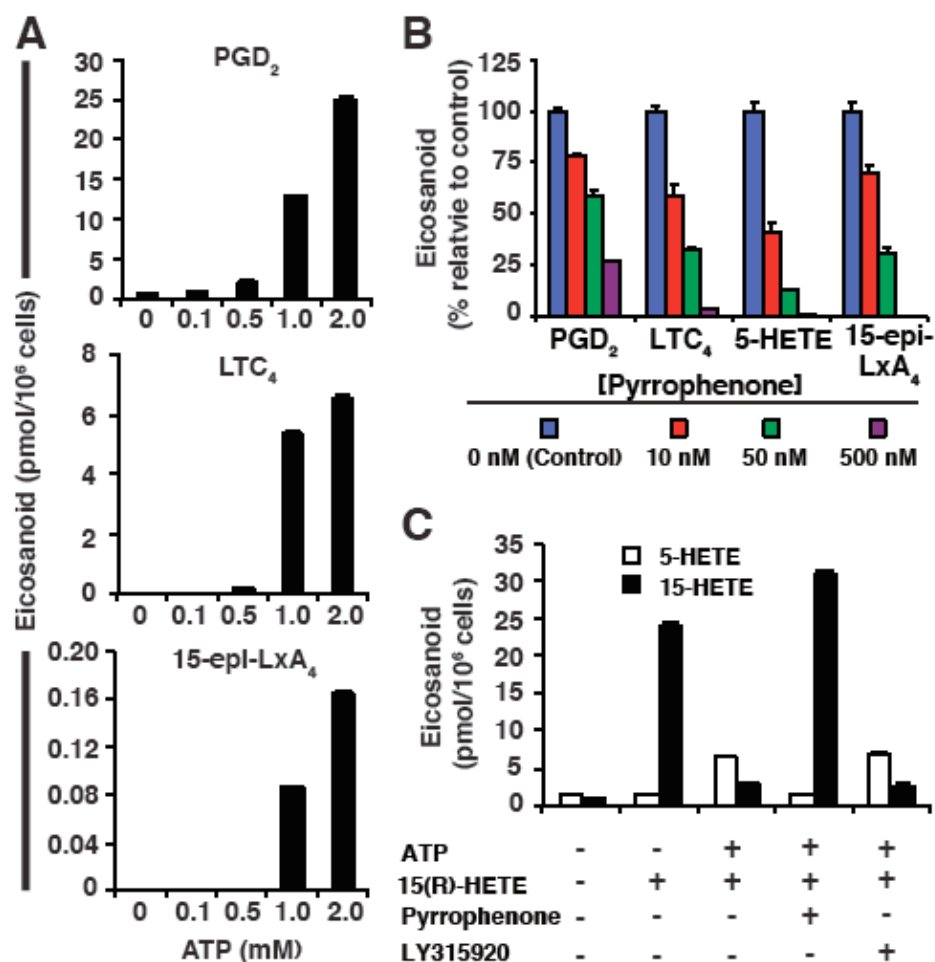 A
PGD2
Eicosanoid (pmol/10⁶ cells)
30
25
20
15
10
5
0
0 0.1 0.5 1.0 2.0
LTC4
8
6
4
2
0
0 0.1 0.5 1.0 2.0
15-epi-LxA4
0.20
0.16
0.12
0.08
0.04
0
0 0.1 0.5 1.0 2.0
ATP (mM)
B
Eicosanoid
(% relatvie to control)
125
100
75
50
25
0
PGD2 LTC4 5-HETE 15-epi-
LxA4
[Pyrrophenone]
0 nM (Control) 10 nM 50 nM 500 nM
C
Eicosanoid
(pmol/10⁶ cells)
35
30
25
20
15
10
5
0
5-HETE
15-HETE
ATP - - + + +
15(R)-HETE - + + + +
Pyrrophenone - - - + -
LY315920 - - - - +